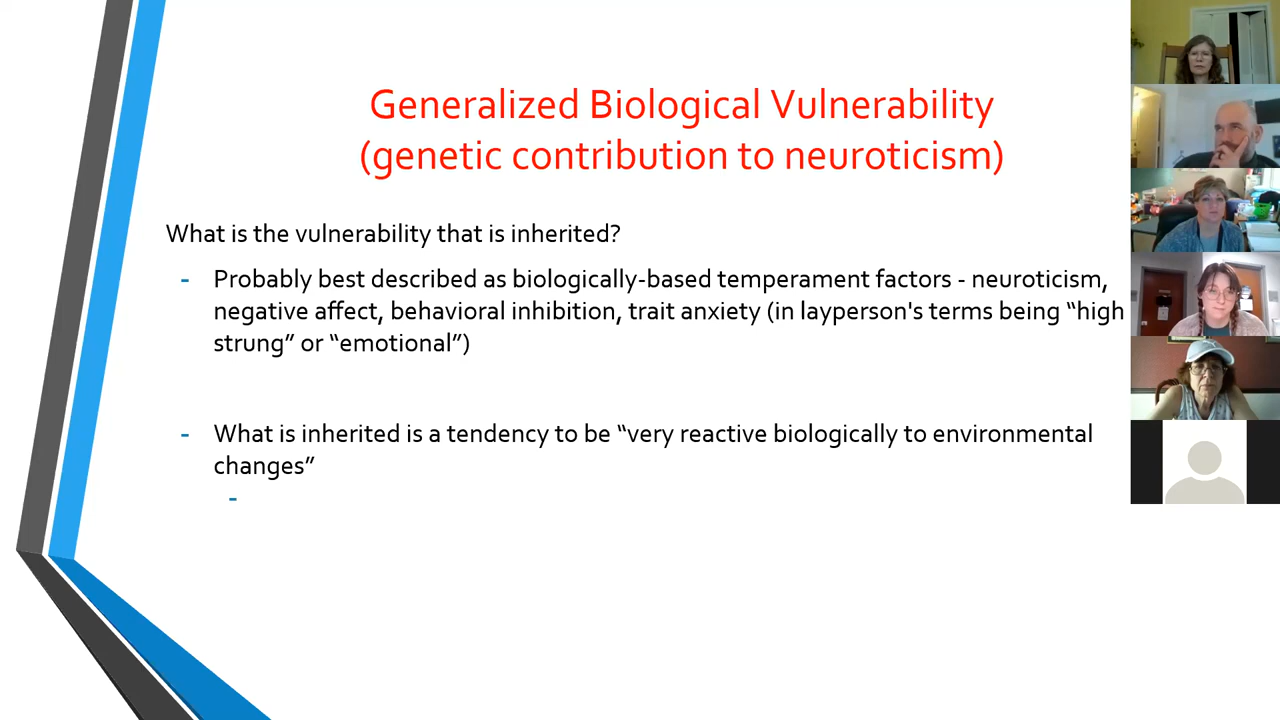 Generalized Biological Vulnerability
(genetic contribution to neuroticism)
What is the vulnerability that is inherited?
- Probably best described as biologically-based temperament factors - neuroticism,
negative affect, behavioral inhibition, trait anxiety (in layperson's terms being “high
strung” or “emotional”)
- What is inherited is a tendency to be “very reactive biologically to environmental
changes”
-